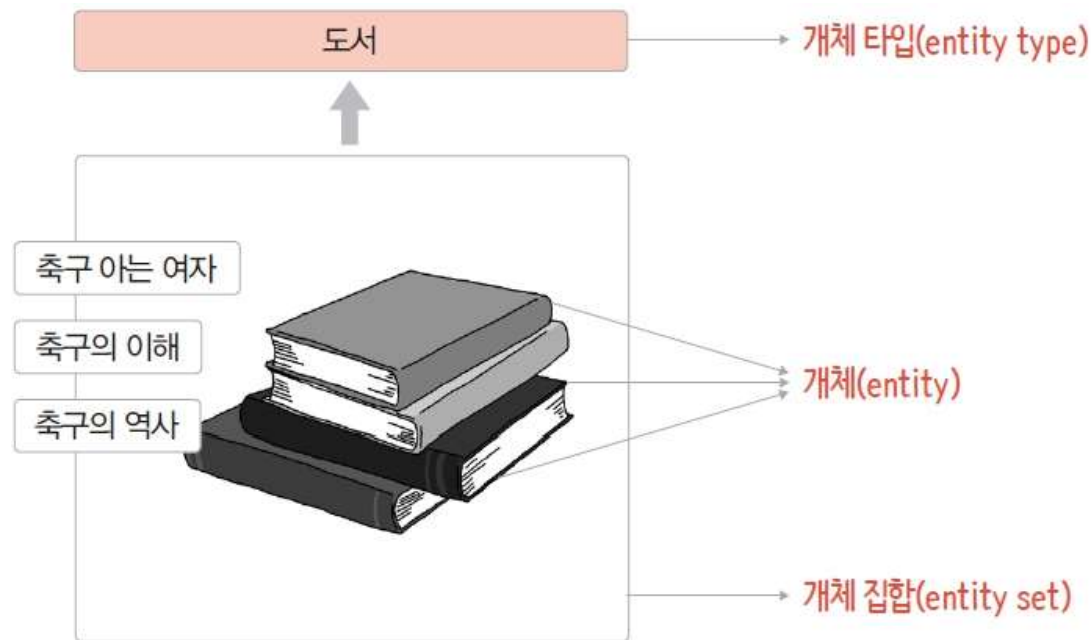 도서
개체 타입(entity type)
축구 아는 여자
축구의 이해
축구의 역사
개체(entity)
개체 집합(entity set)